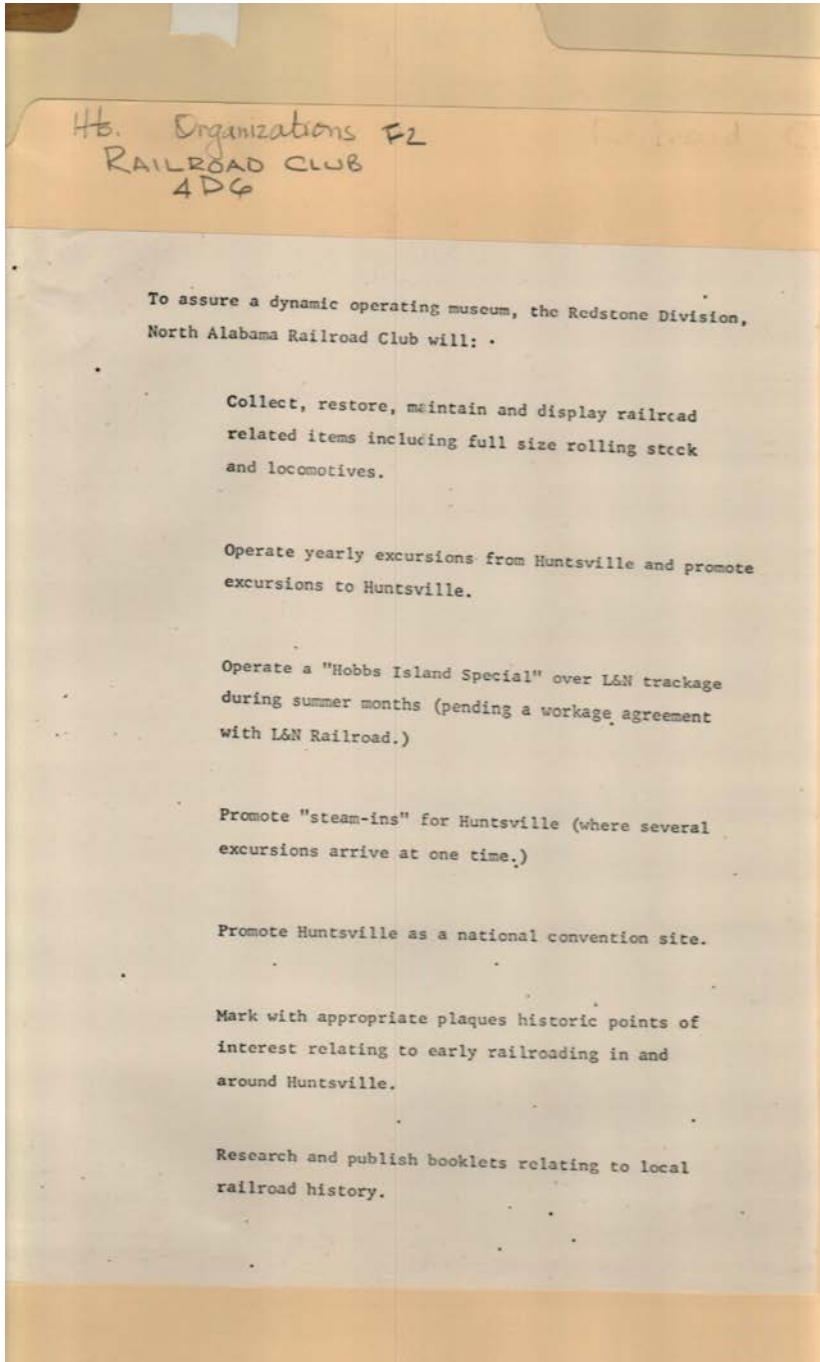 Hb. Organizations F2
RAILROAD CLUB
4D6
To assure a dynamic operating museum, the Redstone Division,
North Alabama Railroad Club will:
Collect, restore, maintain and display railroad
related items including full size rolling stock
and locomotives.
Operate yearly excursions from Huntsville and promote
excursions to Huntsville.
Operate a "Hobbs Island Special" over L&N trackage
during summer months (pending a workage agreement
with L&N Railroad.)
Promote "steam-ins" for Huntsville (where several
excursions arrive at one time.)
Promote Huntsville as a national convention site.
Mark with appropriate plaques historic points of
interest relating to early railroading in and
around Huntsville.
Research and publish booklets relating to local
railroad history.